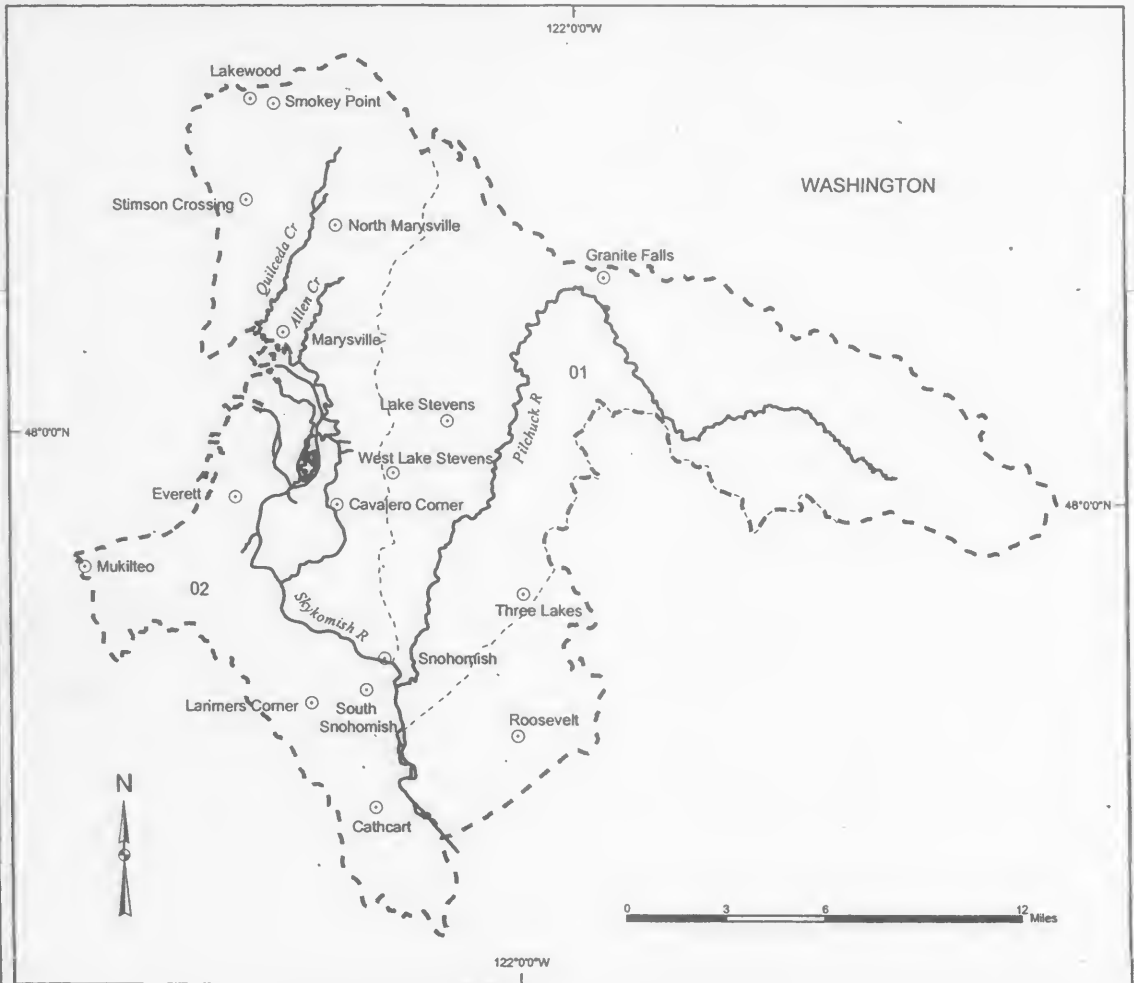 122°0'0"W
Lakewood
Smokey Point
WASHINGTON
Stimson Crossing
North Marysville
Quilceda Cr
Granite Falls
Allen Cr
Marysville
01
Lake Stevens
Pilchuck R
48°0'0"N
West Lake Stevens
Everett
Cavalero Corner
48°0'0"N
Mukilteo
02
Three Lakes
Skykomish R
Snohomish
Larimers Corner
South
Snohomish
Roosevelt
N
Cathcart
0 3 6 12
Miles
122°0'0"W